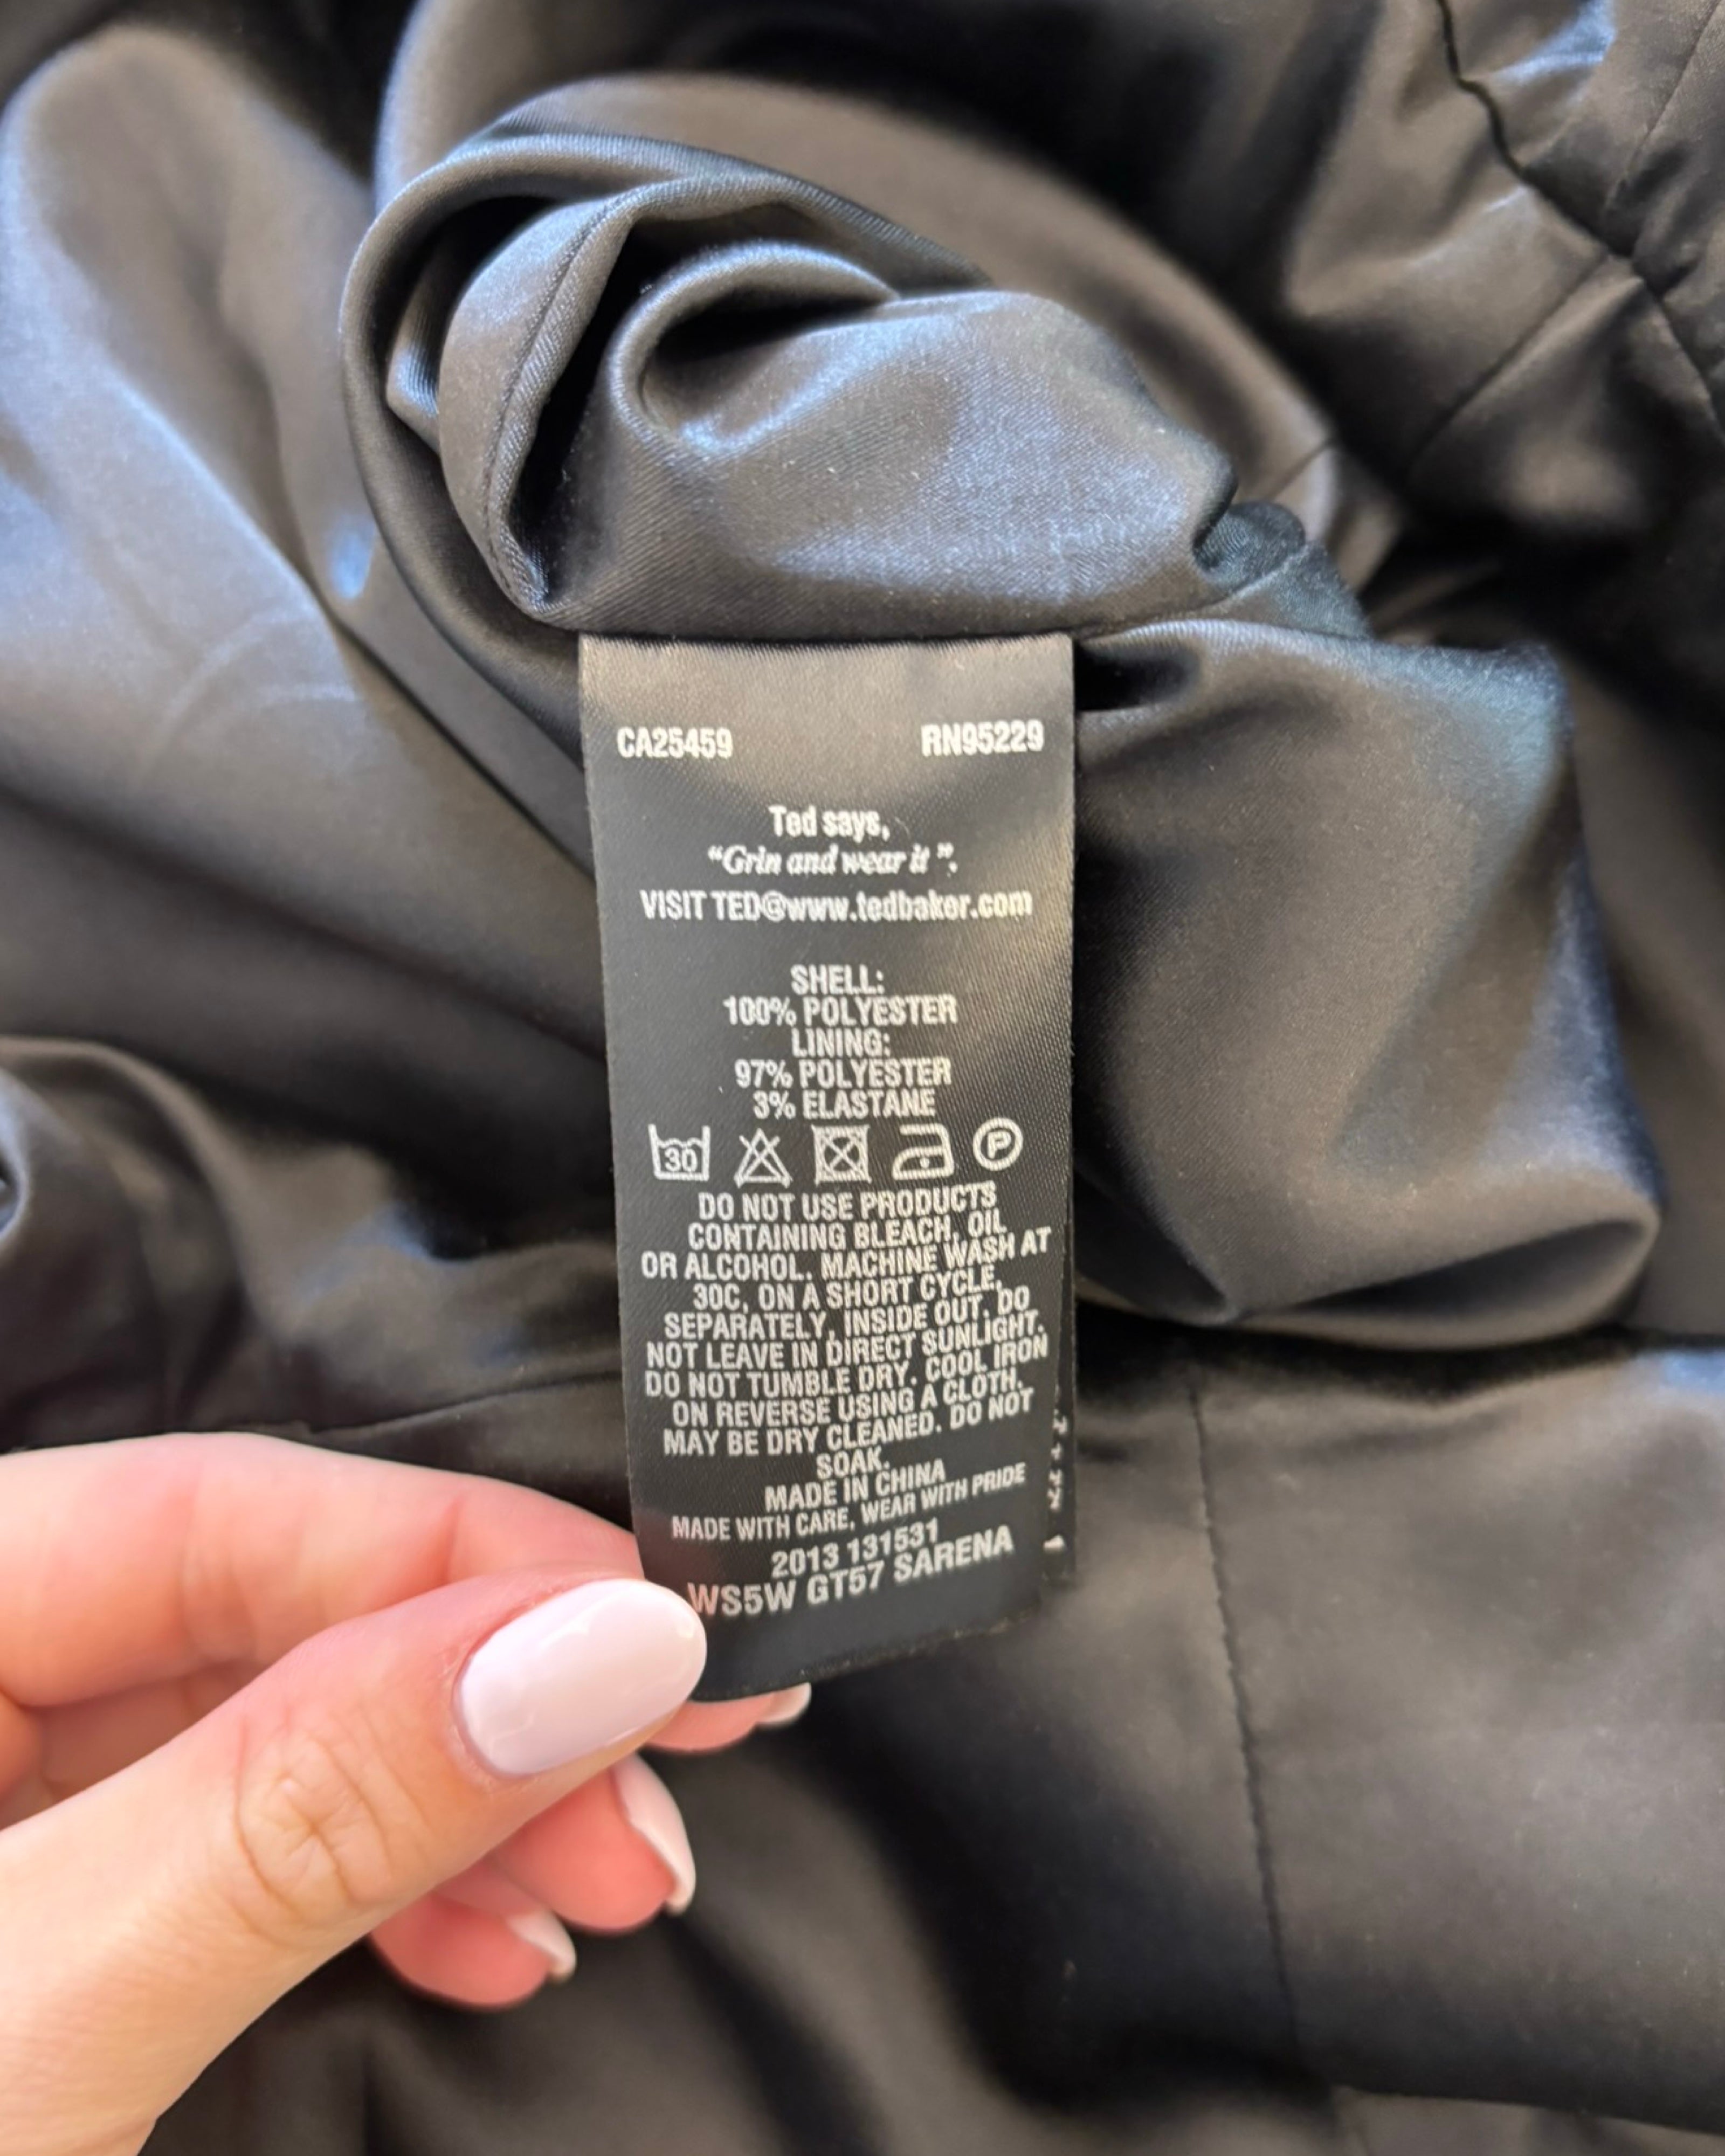 CA25459 RN95229
Ted says,
“Grin and wear it ”.
VISIT TED@www.tedbaker.com
SHELL:
100% POLYESTER
LINING:
97% POLYESTER
3% ELASTANE
30 P
DO NOT USE PRODUCTS
CONTAINING BLEACH, OIL
OR ALCOHOL. MACHINE WASH AT
30C, ON A SHORT CYCLE,
SEPARATELY, INSIDE OUT. DO
NOT LEAVE IN DIRECT SUNLIGHT.
DO NOT TUMBLE DRY. COOL IRON
ON REVERSE USING A CLOTH.
MAY BE DRY CLEANED. DO NOT
SOAK.
MADE IN CHINA
MADE WITH CARE, WEAR WITH PRIDE
2013 131531
WS5W GT57 SARENA